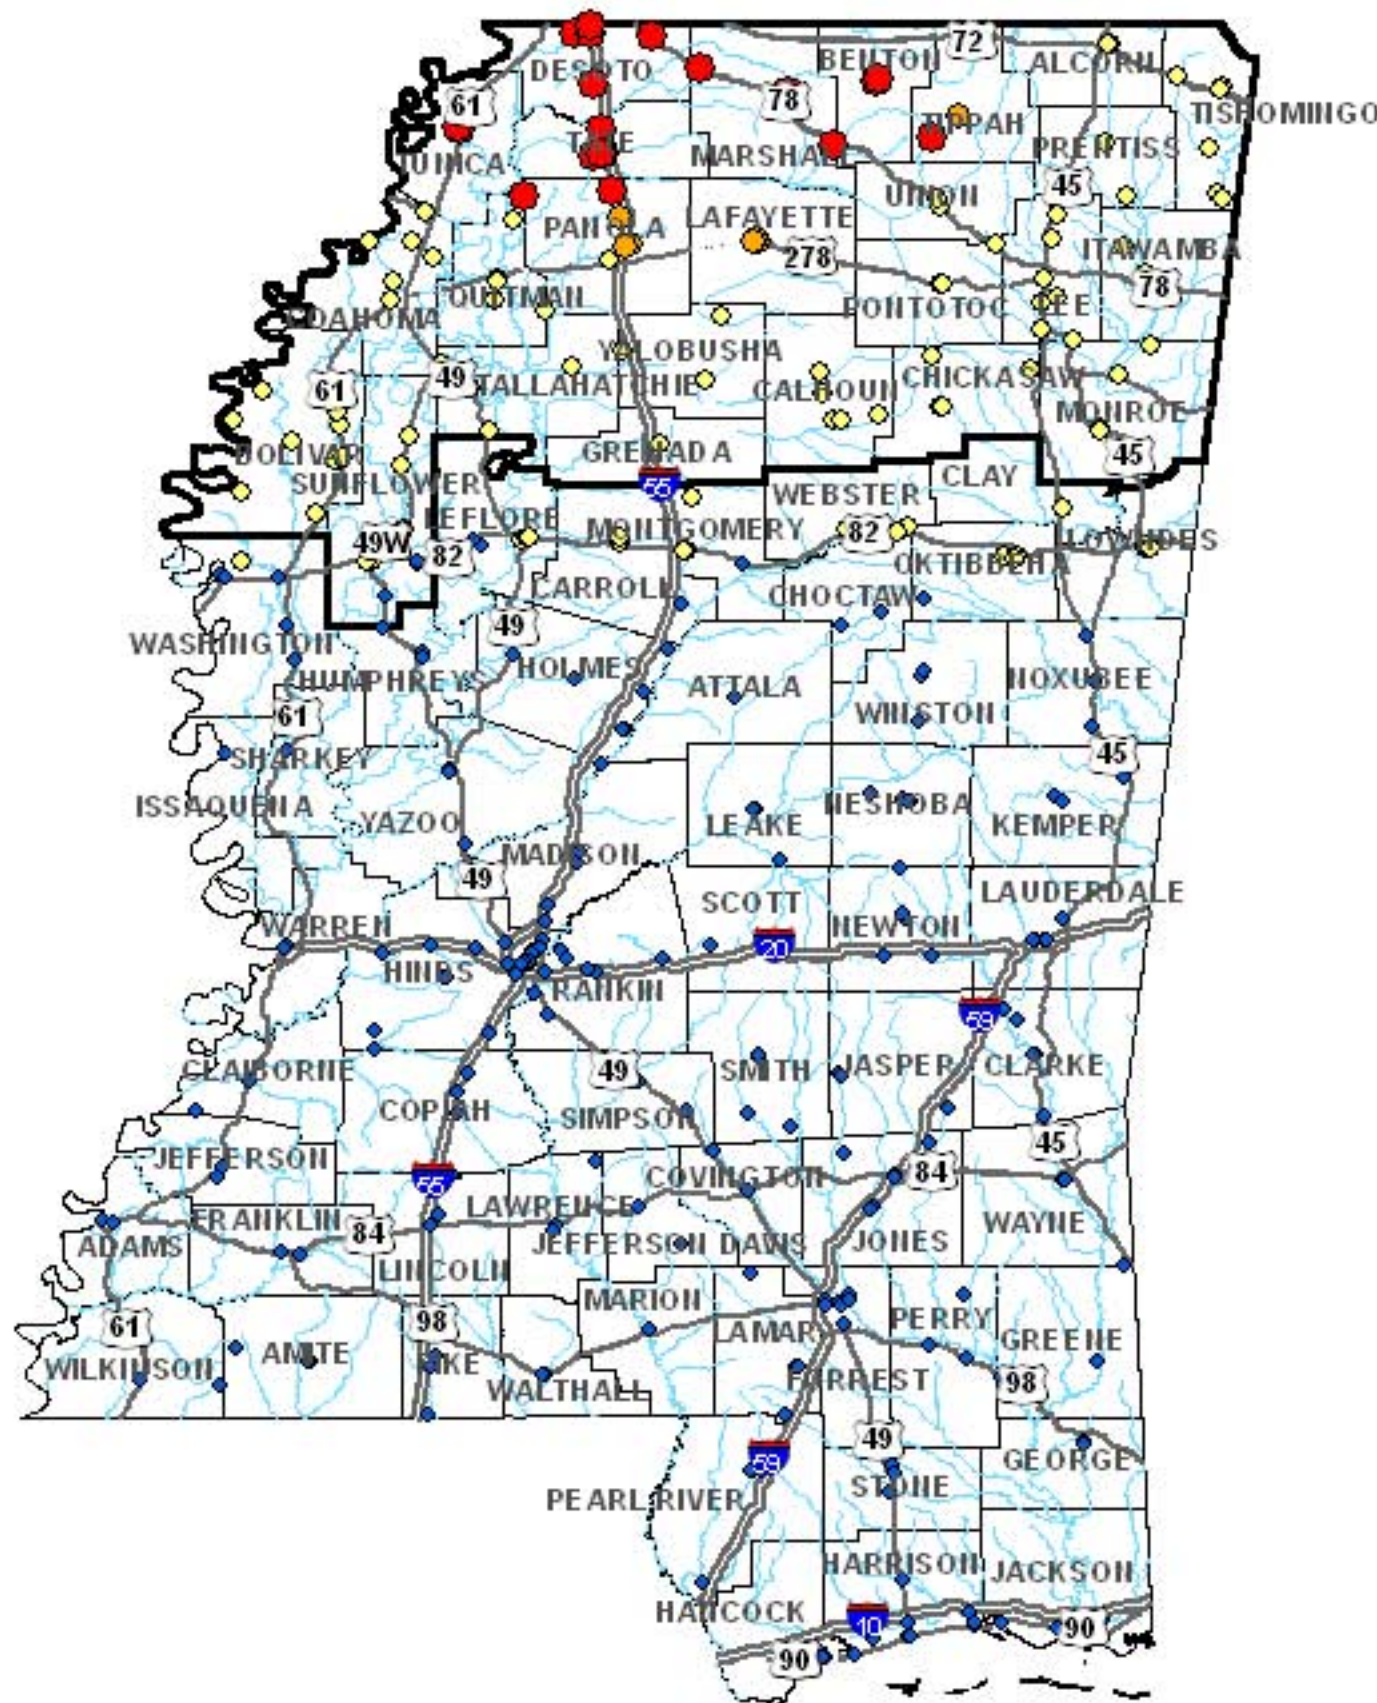 72
DESOTO
BENTON
ALCORN
61
78
TISHOMINGO
TATE
TIPPAH
TUNICA
MARSHALL
PRENTISS
45
UNION
PANOLA
LAFAYETTE
278
ITAWAMBA
78
QUITMAN
PONTOTOC
LEE
COAHOMA
YALOBUSHA
61
49
TALLAHATCHIE
CALHOUN
CHICKASAW
MONROE
BOLIVAR
GRENADA
45
SUNFLOWER
55
CLAY
WEBSTER
LEFLORE
MONTGOMERY
82
49W
82
LOWNDES
OKTIBBEHA
CARROLL
CHOCTAW
49
WASHINGTON
HOLMES
HUMPHREYS
ATTALA
NOXUBEE
61
WINSTON
SHARKEY
45
ISSAQUENA
YAZOO
NESHOBA
LEAKE
KEMPER
MADISON
49
LAUDERDALE
SCOTT
WARREN
NEWTON
20
HINDS
RANKIN
59
CLAIBORNE
49
SMITH
JASPER
CLARKE
COPIAH
SIMPSON
45
JEFFERSON
55
COVINGTON
84
LAWRENCE
FRANKLIN
84
WAYNE
ADAMS
JEFFERSON DAVIS
JONES
LINCOLN
MARION
61
98
LAMAR
PERRY
GREENE
AMITE
PIKE
WILKINSON
WALTHALL
FORREST
98
49
59
GEORGE
PEARL RIVER
STONE
HARRISON
JACKSON
HANCOCK
10
90
90